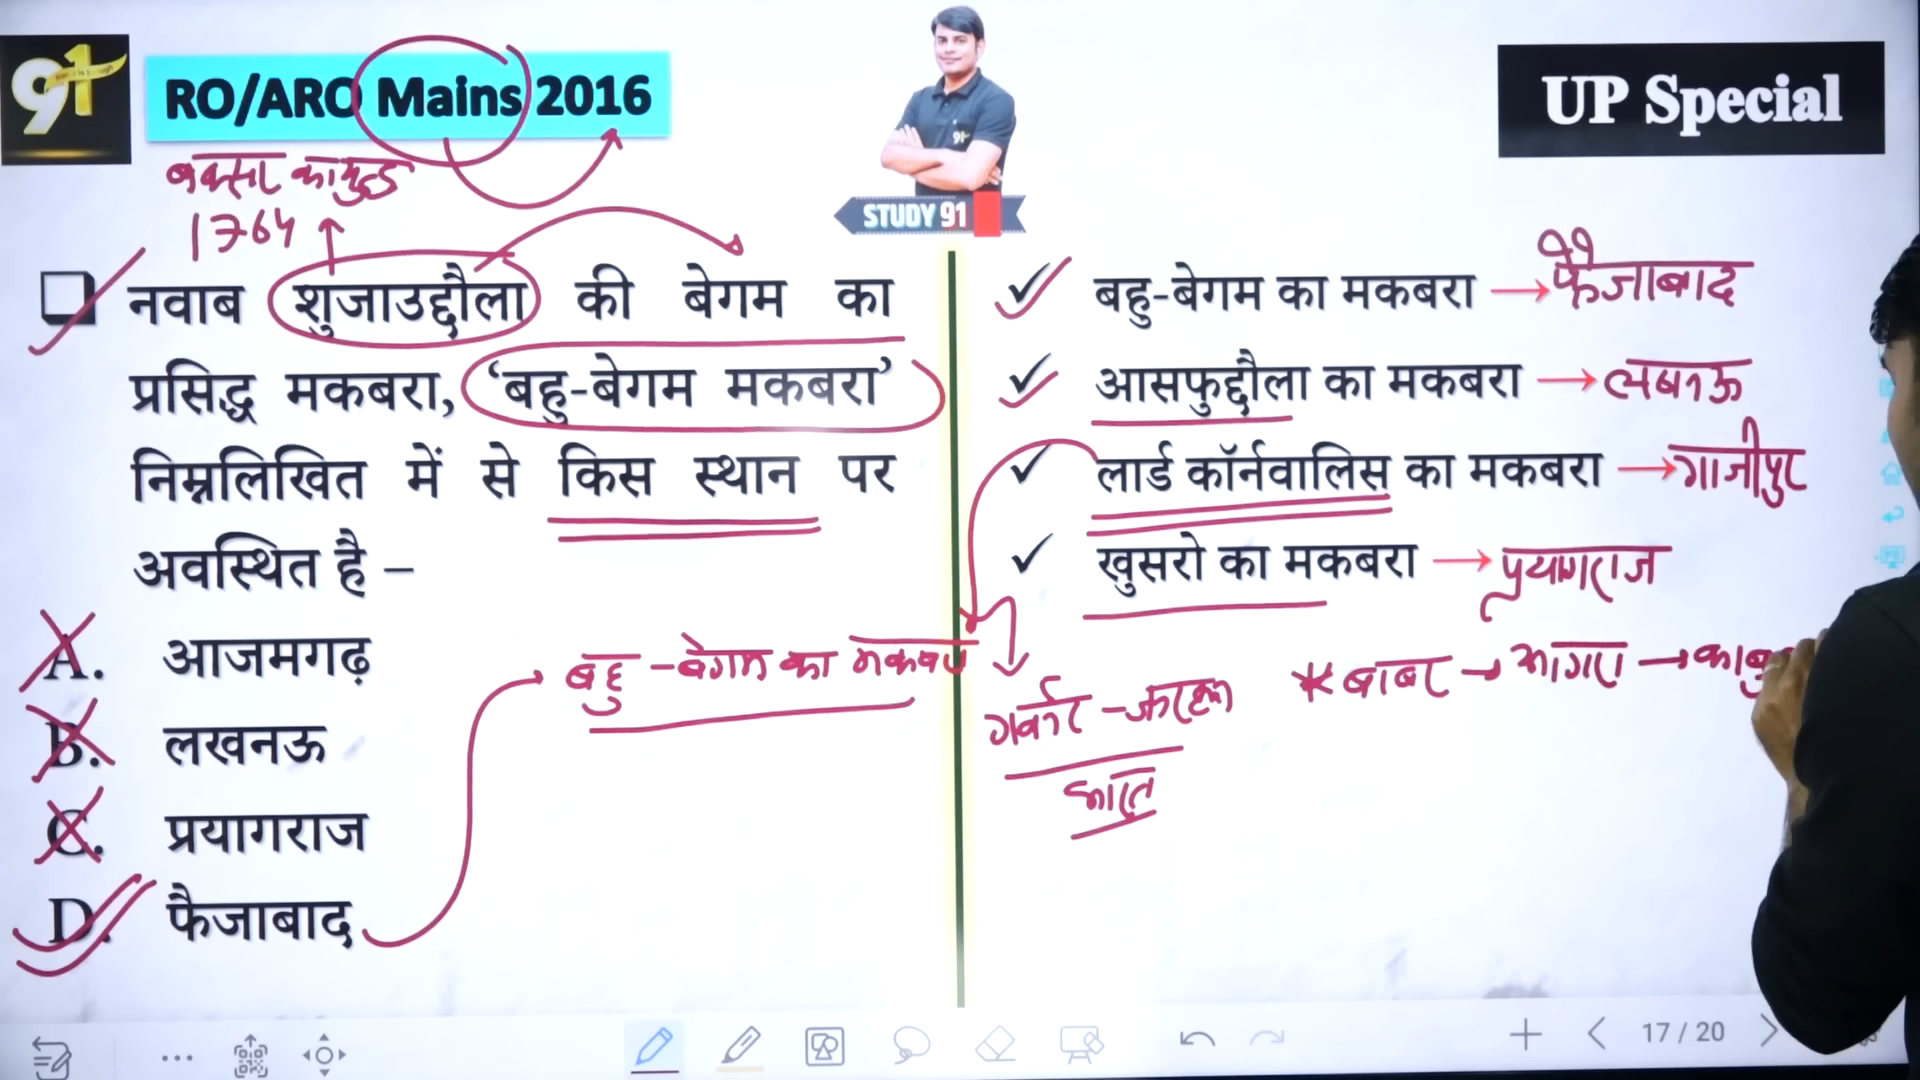 91
RO/ARO Mains 2016
UP Special
STUDY 91
बक्सर का युद्ध
1764
नवाब शुजाउद्दौला की बेगम का
प्रसिद्ध मकबरा, ‘बहु-बेगम मकबरा’
निम्नलिखित में से किस स्थान पर
अवस्थित है –
A. आजमगढ़
B. लखनऊ
C. प्रयागराज
D. फैजाबाद
बहु-बेगम का मकबरा
✓ बहु-बेगम का मकबरा → फैजाबाद
✓ आसफुद्दौला का मकबरा → लखनऊ
✓ लार्ड कॉर्नवालिस का मकबरा → गाजीपुर
✓ खुसरो का मकबरा → प्रयागराज
* बाबर → आगरा →
गवर्नर-जनरल
भारत
17 / 20